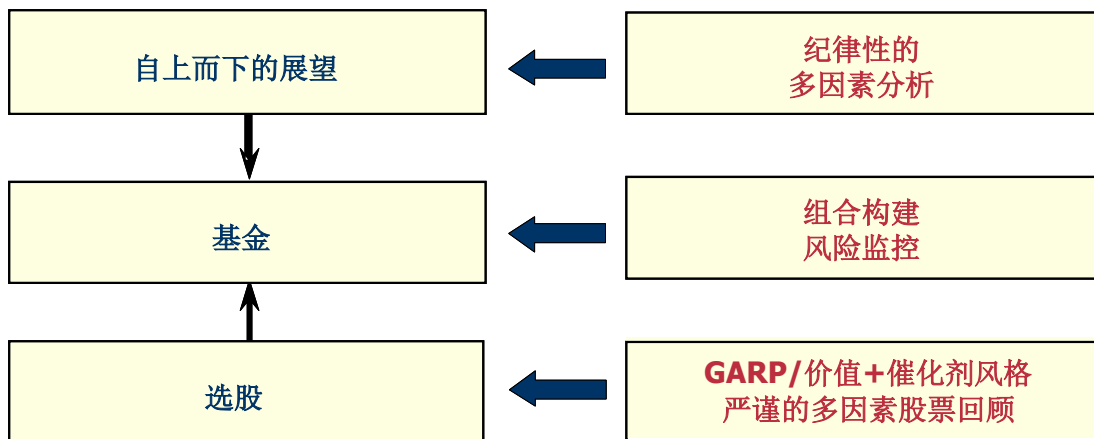 自上而下的展望
纪律性的
多因素分析
基金
组合构建
风险监控
选股
GARP/价值+催化剂风格
严谨的多因素股票回顾